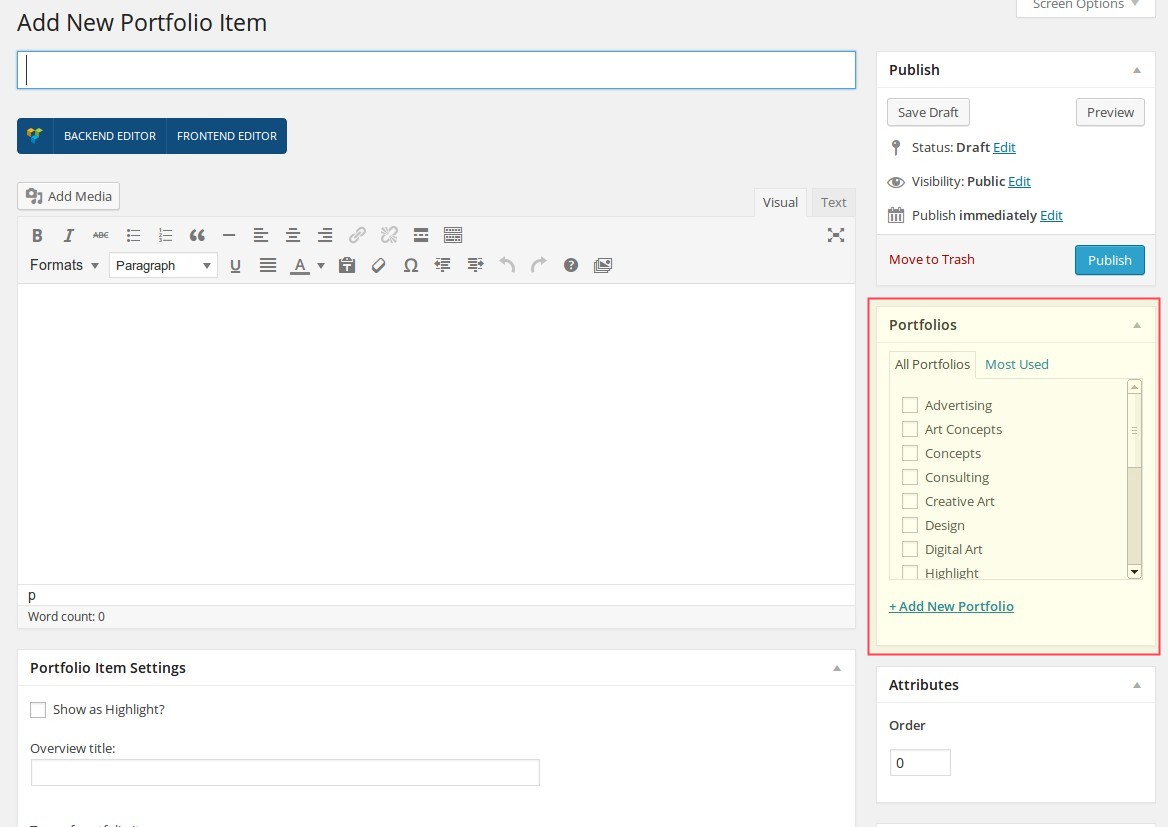 Screen Options
Add New Portfolio Item
BACKEND EDITOR
FRONTEND EDITOR
Add Media
Visual
Text
B I ABC
Formats
Paragraph
U
A
Ω
p
Word count: 0
Portfolio Item Settings
Show as Highlight?
Overview title:
Publish
Save Draft
Preview
Status: Draft Edit
Visibility: Public Edit
Publish immediately Edit
Move to Trash
Publish
Portfolios
All Portfolios
Most Used
Advertising
Art Concepts
Concepts
Consulting
Creative Art
Design
Digital Art
Highlight
+ Add New Portfolio
Attributes
Order
0